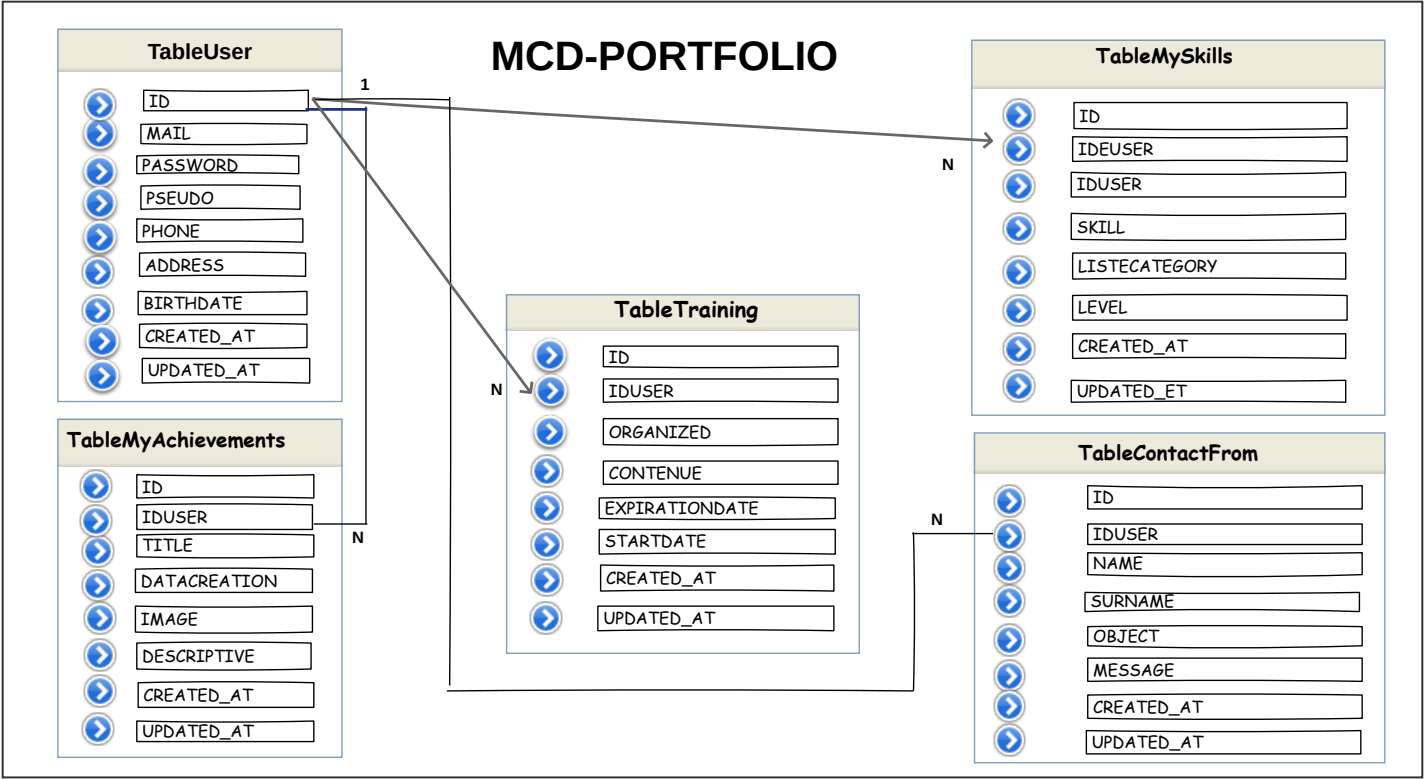 MCD-PORTFOLIO
TableUser
ID
MAIL
PASSWORD
PSEUDO
PHONE
ADDRESS
BIRTHDATE
CREATED_AT
UPDATED_AT
1
N
N
N
N
TableMyAchievements
ID
IDUSER
TITLE
DATACREATION
IMAGE
DESCRIPTIVE
CREATED_AT
UPDATED_AT
TableTraining
ID
IDUSER
ORGANIZED
CONTENUE
EXPIRATIONDATE
STARTDATE
CREATED_AT
UPDATED_AT
TableMySkills
ID
IDEUSER
IDUSER
SKILL
LISTECATEGORY
LEVEL
CREATED_AT
UPDATED_ET
TableContactFrom
ID
IDUSER
NAME
SURNAME
OBJECT
MESSAGE
CREATED_AT
UPDATED_AT